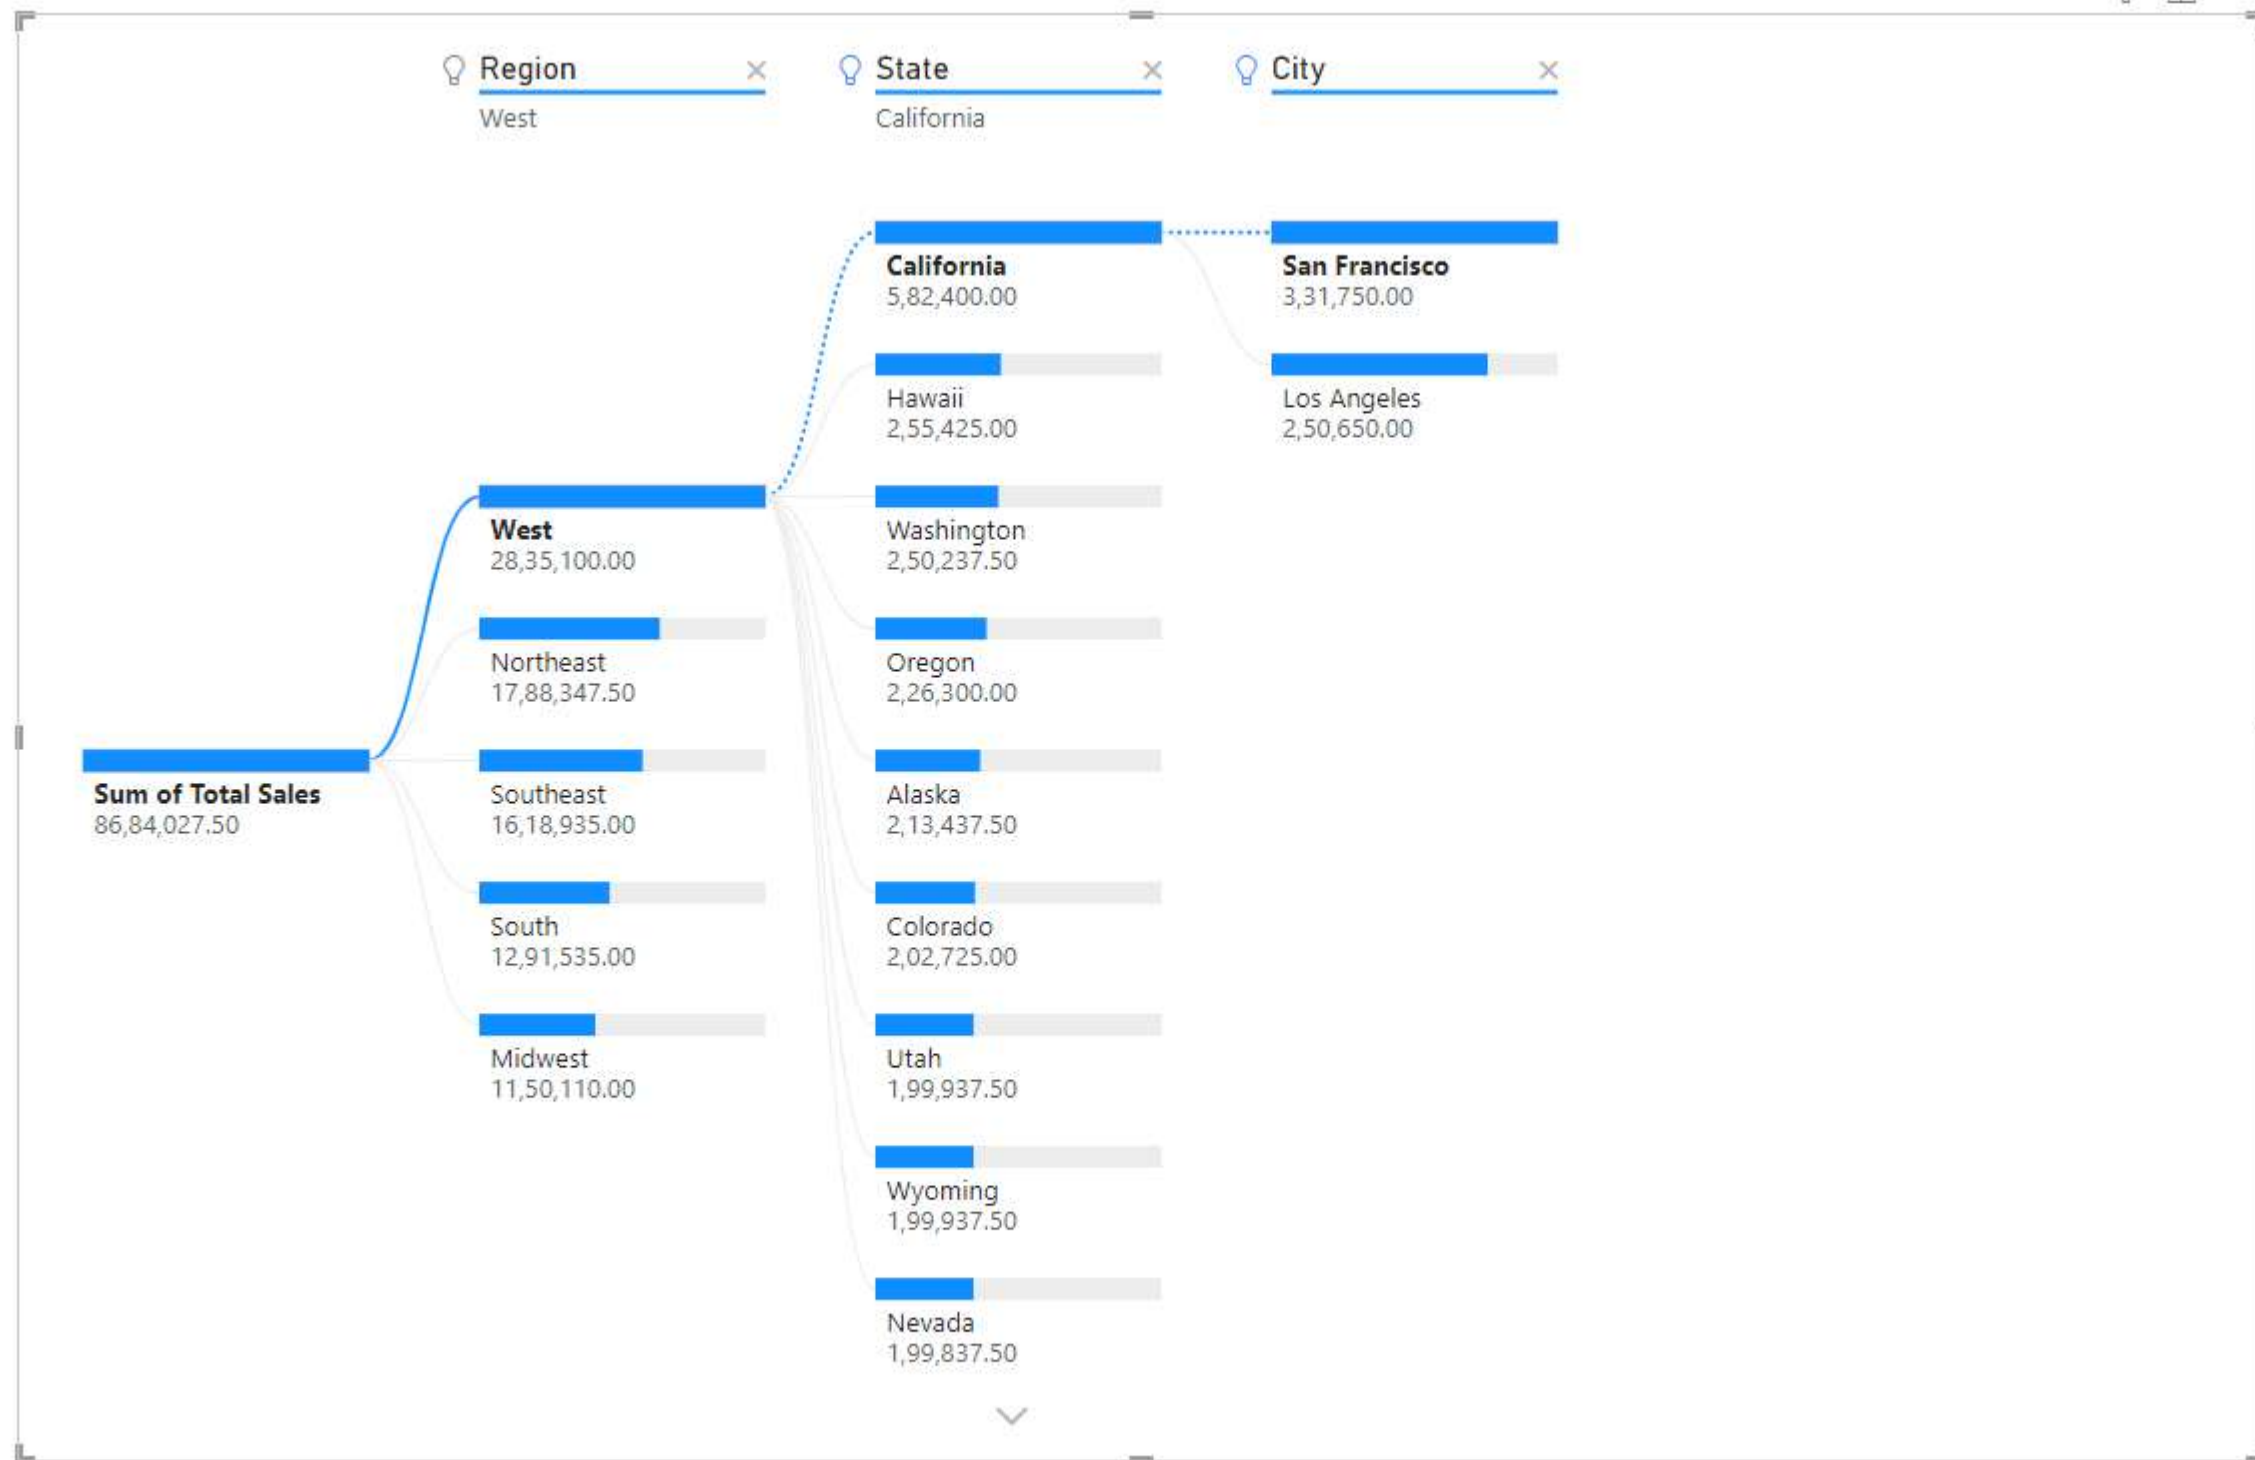 Region
West
State
California
City
Sum of Total Sales
86,84,027.50
West
28,35,100.00
Northeast
17,88,347.50
Southeast
16,18,935.00
South
12,91,535.00
Midwest
11,50,110.00
California
5,82,400.00
Hawaii
2,55,425.00
Washington
2,50,237.50
Oregon
2,26,300.00
Alaska
2,13,437.50
Colorado
2,02,725.00
Utah
1,99,937.50
Wyoming
1,99,937.50
Nevada
1,99,837.50
San Francisco
3,31,750.00
Los Angeles
2,50,650.00